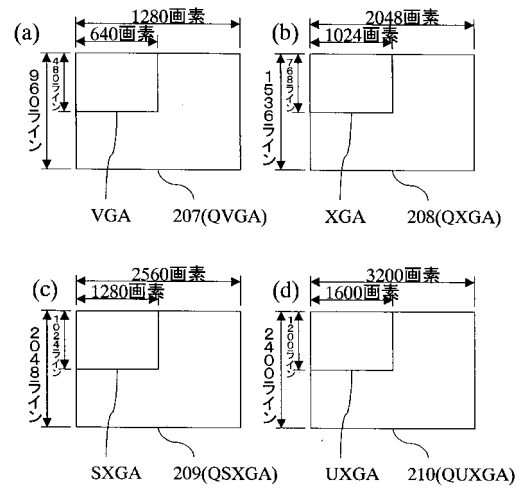 (a)
1280画素
640画素
960ライン
480ライン
VGA
207(QVGA)
(b)
2048画素
1024画素
1536ライン
768ライン
XGA
208(QXGA)
(c)
2560画素
1280画素
2048ライン
1024ライン
SXGA
209(QSXGA)
(d)
3200画素
1600画素
2400ライン
1200ライン
UXGA
210(QUXGA)